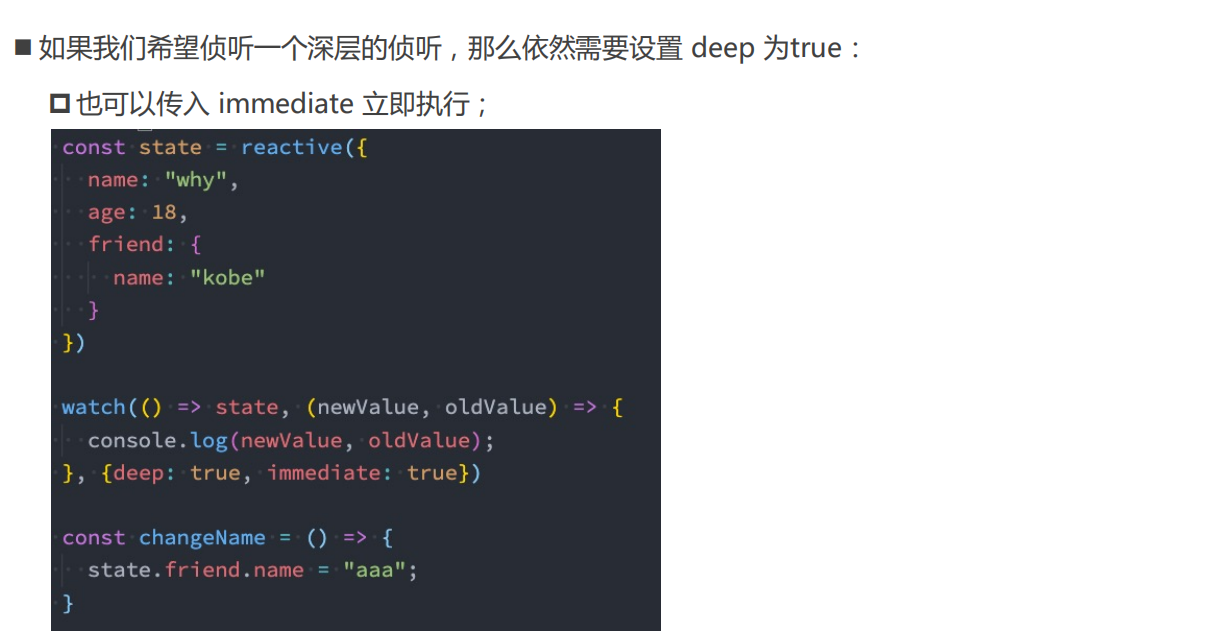 ■ 如果我们希望侦听一个深层的侦听，那么依然需要设置 deep 为true：
也可以传入 immediate 立即执行；
const state = reactive({
  name: "why",
  age: 18,
  friend: {
    name: "kobe"
  }
})
watch(() => state, (newValue, oldValue) => {
  console.log(newValue, oldValue);
}, {deep: true, immediate: true})
const changeName = () => {
  state.friend.name = "aaa";
}